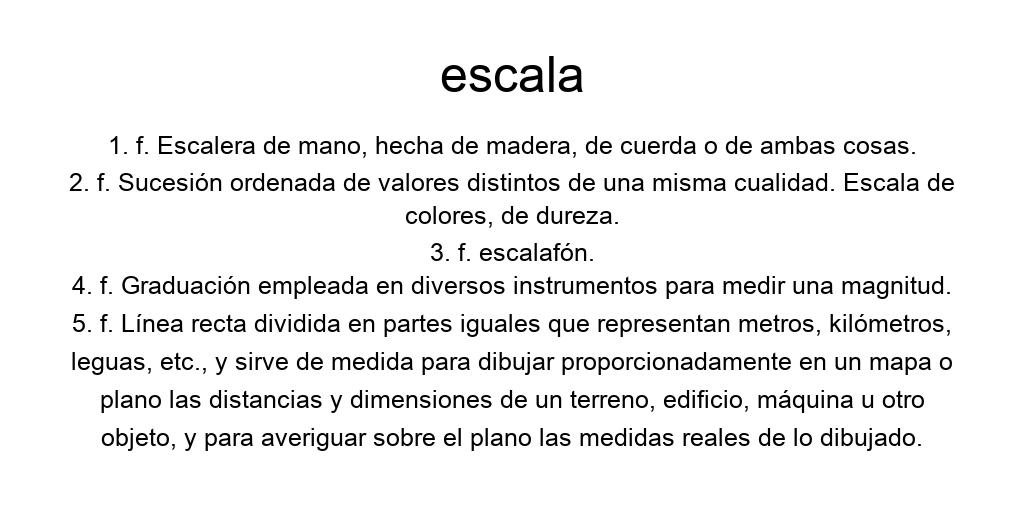 escala
1. f. Escalera de mano, hecha de madera, de cuerda o de ambas cosas.
2. f. Sucesión ordenada de valores distintos de una misma cualidad. Escala de
colores, de dureza.
3. f. escalafón.
4. f. Graduación empleada en diversos instrumentos para medir una magnitud.
5. f. Línea recta dividida en partes iguales que representan metros, kilómetros,
leguas, etc., y sirve de medida para dibujar proporcionadamente en un mapa o
plano las distancias y dimensiones de un terreno, edificio, máquina u otro
objeto, y para averiguar sobre el plano las medidas reales de lo dibujado.